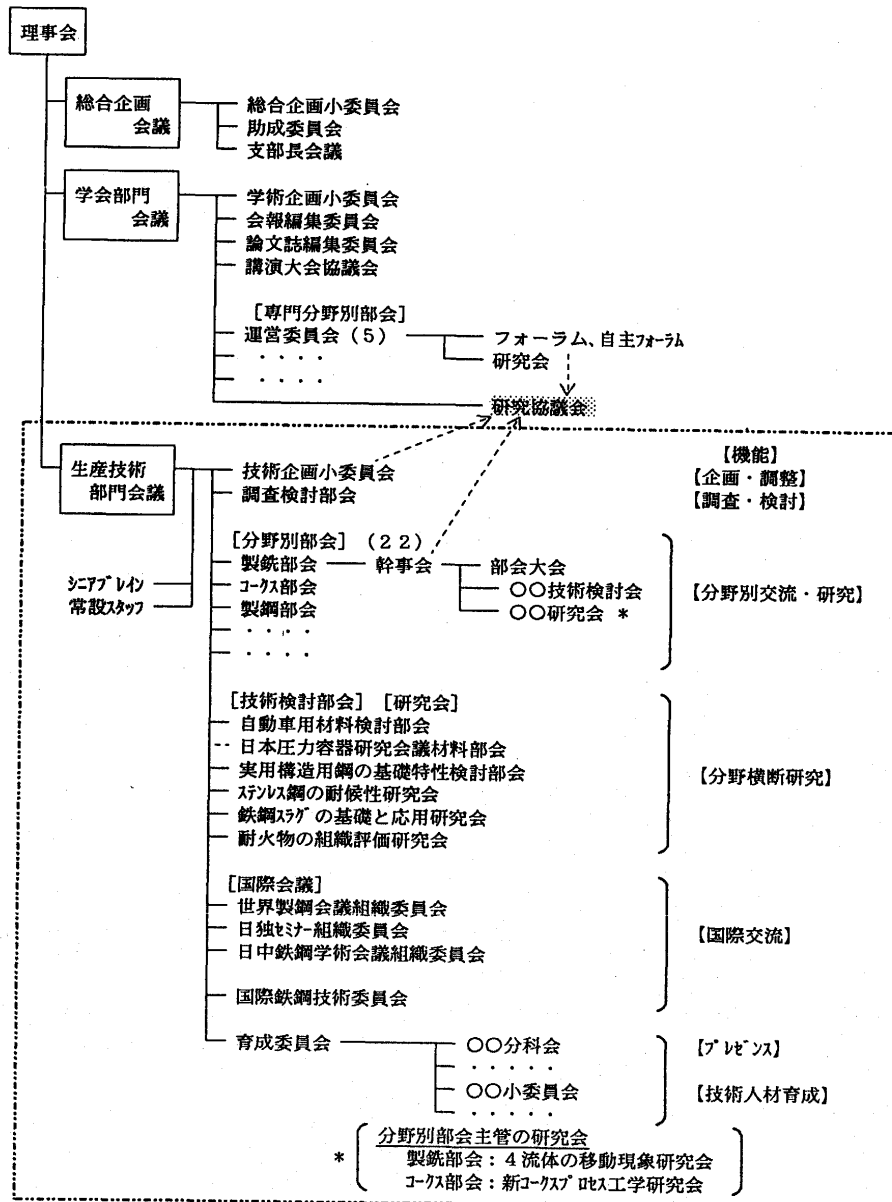 理事会
総合企画
会議
総合企画小委員会
助成委員会
支部長会議
学会部門
会議
学術企画小委員会
会報編集委員会
論文誌編集委員会
講演大会協議会
[専門分野別部会]
運営委員会(5)
フォーラム、自主フォーラム
・・・・
研究会
・・・・
研究協議会
生産技術
部門会議
技術企画小委員会
調査検討部会
【機能】
【企画・調整】
【調査・検討】
[分野別部会] (22)
製銑部会
幹事会
部会大会
シニアブレイン
コークス部会
〇〇技術検討会
【分野別交流・研究】
常設スタッフ
製鋼部会
〇〇研究会 *
・・・・
・・・・
[技術検討部会] [研究会]
自動車用材料検討部会
日本圧力容器研究会議材料部会
実用構造用鋼の基礎特性検討部会
【分野横断研究】
ステンレス鋼の耐候性研究会
鉄鋼スラグの基礎と応用研究会
耐火物の組織評価研究会
[国際会議]
世界製鋼会議組織委員会
日独セミナー組織委員会
【国際交流】
日中鉄鋼学術会議組織委員会
国際鉄鋼技術委員会
育成委員会
〇〇分科会
【プレゼンス】
・・・・・
〇〇小委員会
【技術人材育成】
・・・・・
分野別部会主管の研究会
* 製銑部会:4流体の移動現象研究会
コークス部会:新コークスプロセス工学研究会